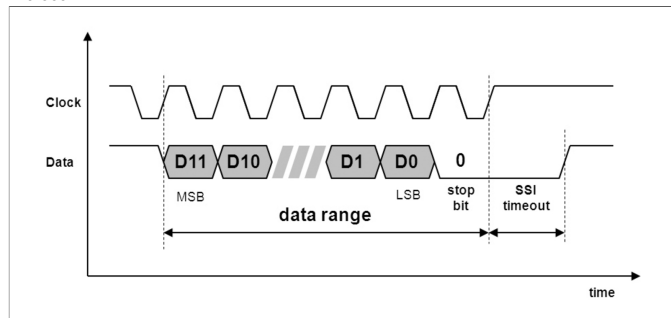 Clock
Data
D11
D10
D1
D0
0
MSB
LSB
stop
bit
SSI
timeout
data range
time